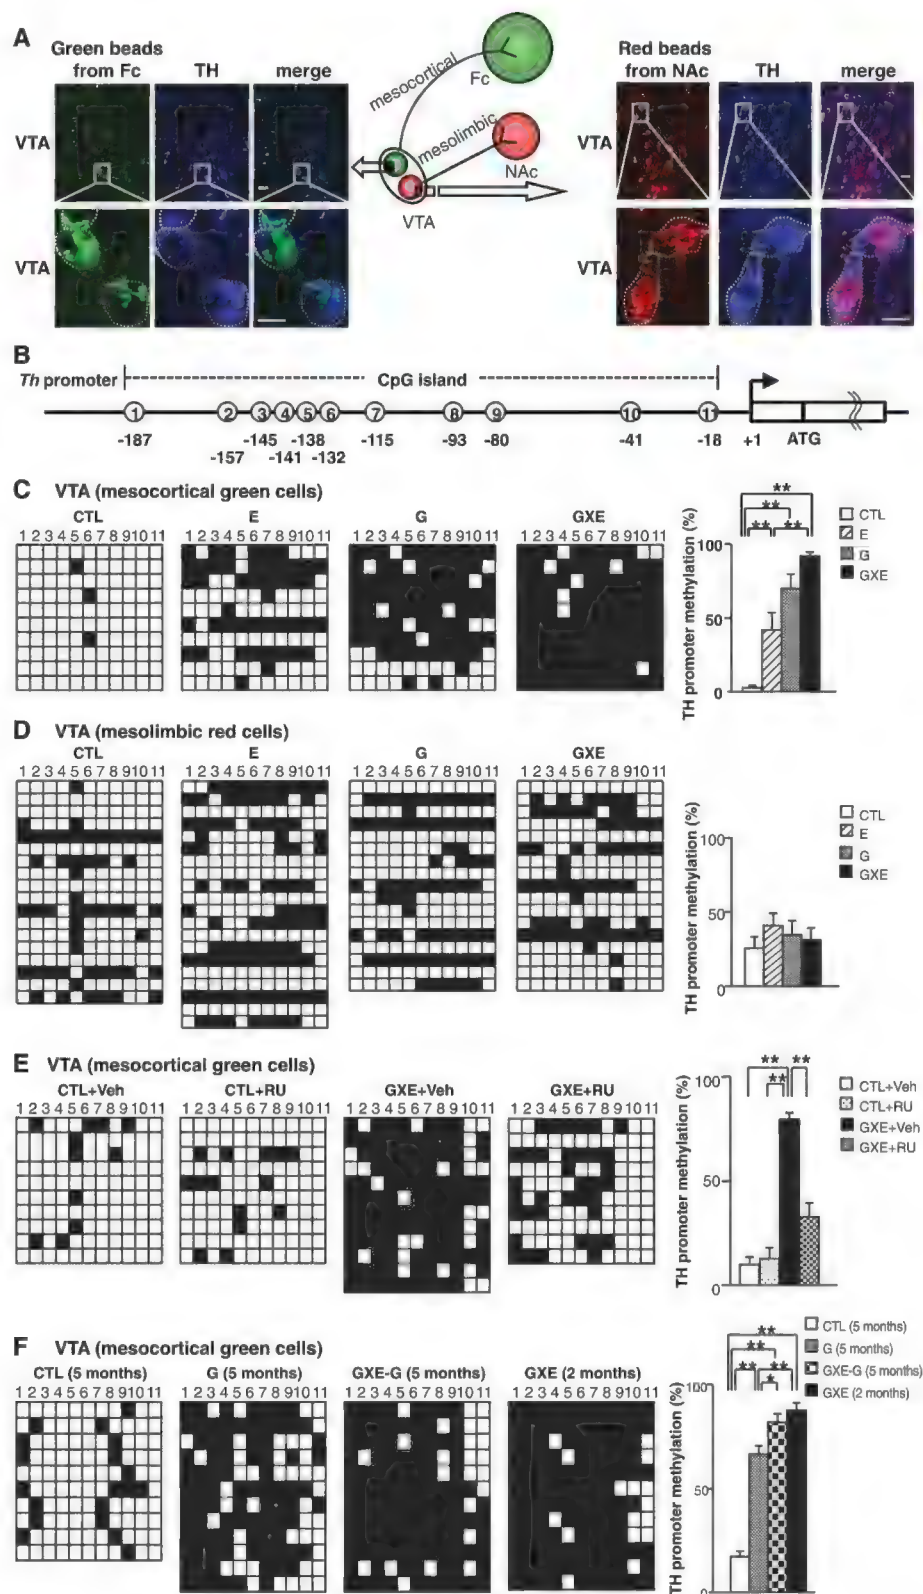 A
Green beads
from Fc TH merge
VTA
VTA
mesocortical
Fc
mesolimbic
NAc
VTA
Red beads
from NAc TH merge
VTA
VTA
B
Th promoter CpG island
1 2 3 4 5 6 7 8 9 10 11
-187 -145 -138 -115 -93 -80 -41 -18 +1 ATG
-157 -141 -132
C VTA (mesocortical green cells)
CTL E G GXE
1 2 3 4 5 6 7 8 9 10 11 1 2 3 4 5 6 7 8 9 10 11 1 2 3 4 5 6 7 8 9 10 11 1 2 3 4 5 6 7 8 9 10 11
TH promoter methylation (%)
100
50
0
** ** ** **
CTL
E
G
GXE
D VTA (mesolimbic red cells)
CTL E G GXE
1 2 3 4 5 6 7 8 9 10 11 1 2 3 4 5 6 7 8 9 10 11 1 2 3 4 5 6 7 8 9 10 11 1 2 3 4 5 6 7 8 9 10 11
TH promoter methylation (%)
100
50
0
CTL
E
G
GXE
E VTA (mesocortical green cells)
CTL+Veh CTL+RU GXE+Veh GXE+RU
1 2 3 4 5 6 7 8 9 10 11 1 2 3 4 5 6 7 8 9 10 11 1 2 3 4 5 6 7 8 9 10 11 1 2 3 4 5 6 7 8 9 10 11
TH promoter methylation (%)
100
50
0
** ** **
CTL+Veh
CTL+RU
GXE+Veh
GXE+RU
F VTA (mesocortical green cells)
CTL (5 months) G (5 months) GXE-G (5 months) GXE (2 months)
1 2 3 4 5 6 7 8 9 10 11 1 2 3 4 5 6 7 8 9 10 11 1 2 3 4 5 6 7 8 9 10 11 1 2 3 4 5 6 7 8 9 10 11
TH promoter methylation (%)
100
50
0
** ** ** ** *
CTL (5 months)
G (5 months)
GXE-G (5 months)
GXE (2 months)